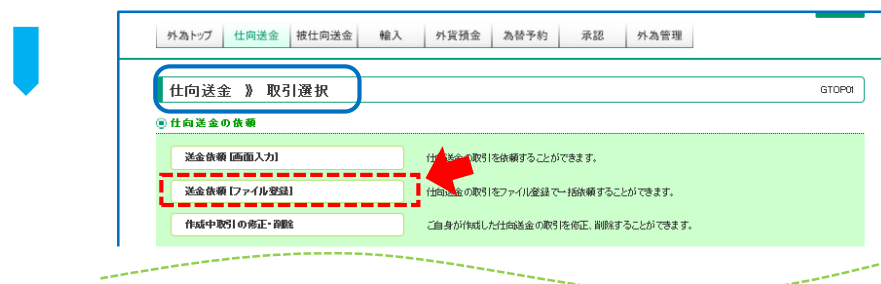 外為トップ 仕向送金 被仕向送金 輸入 外貨預金 為替予約 承認 外為管理
仕向送金 》 取引選択 GTOP01
仕向送金の依頼
送金依頼 [画面入力] 仕向送金の取引を依頼することができます。
送金依頼 [ファイル登録] 仕向送金の取引をファイル登録で一括依頼することができます。
作成中取引の修正・削除 ご自身が作成した仕向送金の取引を修正、削除することができます。